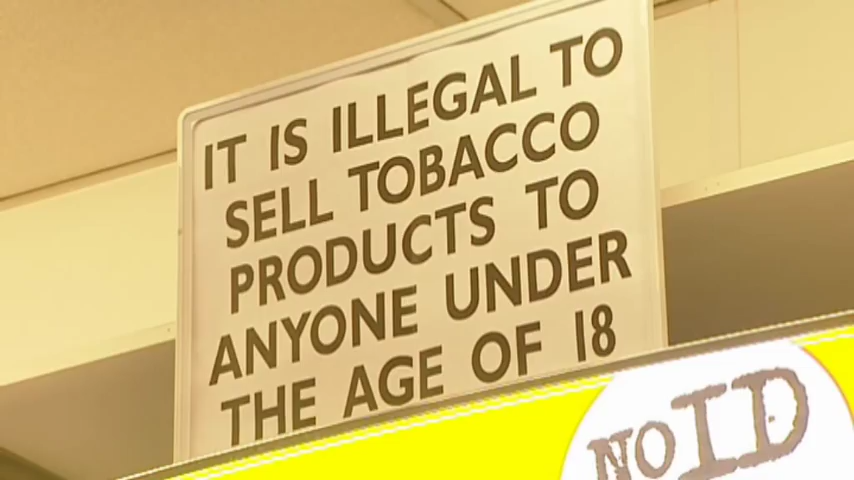 IT IS ILLEGAL TO
SELL TOBACCO
PRODUCTS TO
ANYONE UNDER
THE AGE OF 18
NO ID